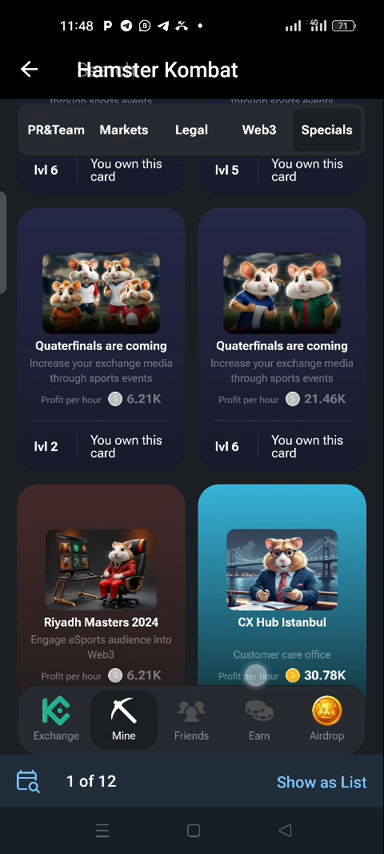 11:48
4G
71
Hamster Kombat
through sports events
through sports events
PR&Team Markets Legal Web3 Specials
lvl 6 You own this card
lvl 5 You own this card
Quaterfinals are coming
Increase your exchange media
through sports events
Profit per hour 6.21K
lvl 2 You own this card
Quaterfinals are coming
Increase your exchange media
through sports events
Profit per hour 21.46K
lvl 6 You own this card
Riyadh Masters 2024
Engage eSports audience into
Web3
Profit per hour 6.21K
CX Hub Istanbul
Customer care office
Profit per hour 30.78K
Exchange Mine Friends Earn Airdrop
1 of 12 Show as List